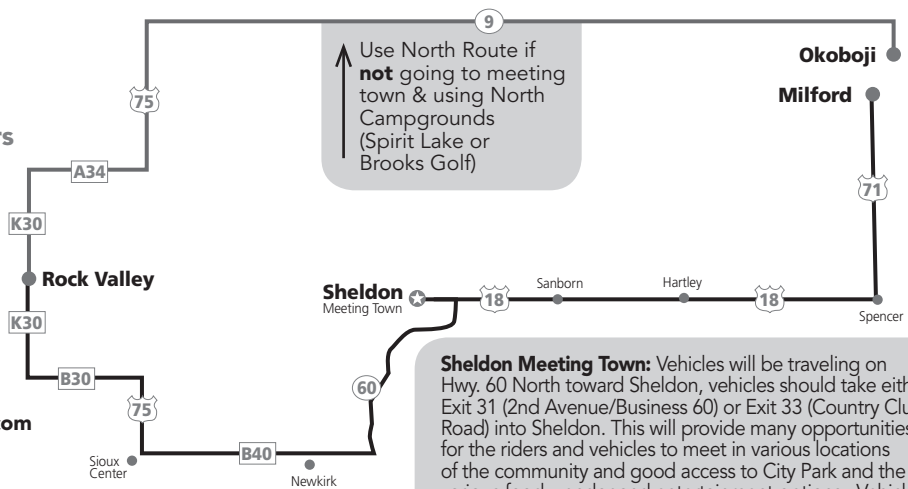 9
Okoboji
Milford
Use North Route if
not going to meeting
town & using North
Campgrounds
(Spirit Lake or
Brooks Golf)
75
A34
K30
71
Rock Valley
Sheldon
Meeting Town
18
Sanborn
Hartley
18
Spencer
K30
B30
75
60
B40
Sioux
Center
Newkirk
om
Sheldon Meeting Town: Vehicles will be traveling on
Hwy. 60 North toward Sheldon, vehicles should take eith
Exit 31 (2nd Avenue/Business 60) or Exit 33 (Country Clu
Road) into Sheldon. This will provide many opportunities
for the riders and vehicles to meet in various locations
of the community and good access to City Park and the